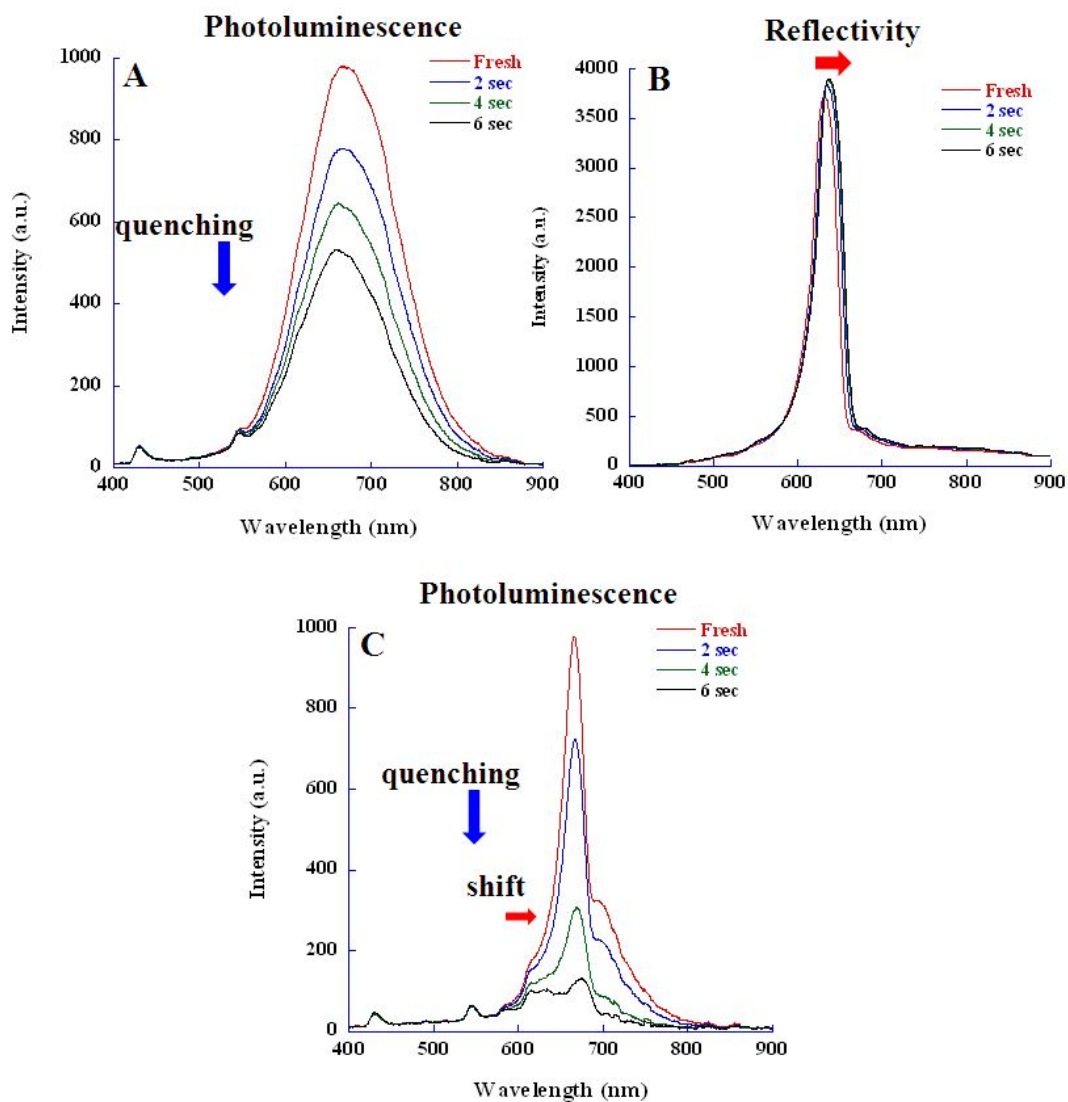 Photoluminescence
A
Fresh
2 sec
4 sec
6 sec
quenching
Intensity (a.u.)
1000
800
600
400
200
0
400 500 600 700 800 900
Wavelength (nm)
Reflectivity
B
Fresh
2 sec
4 sec
6 sec
Intensity (a.u.)
4000
3500
3000
2500
2000
1500
1000
500
0
400 500 600 700 800 900
Wavelength (nm)
Photoluminescence
C
Fresh
2 sec
4 sec
6 sec
quenching
shift
Intensity (a.u.)
1000
800
600
400
200
0
400 500 600 700 800 900
Wavelength (nm)